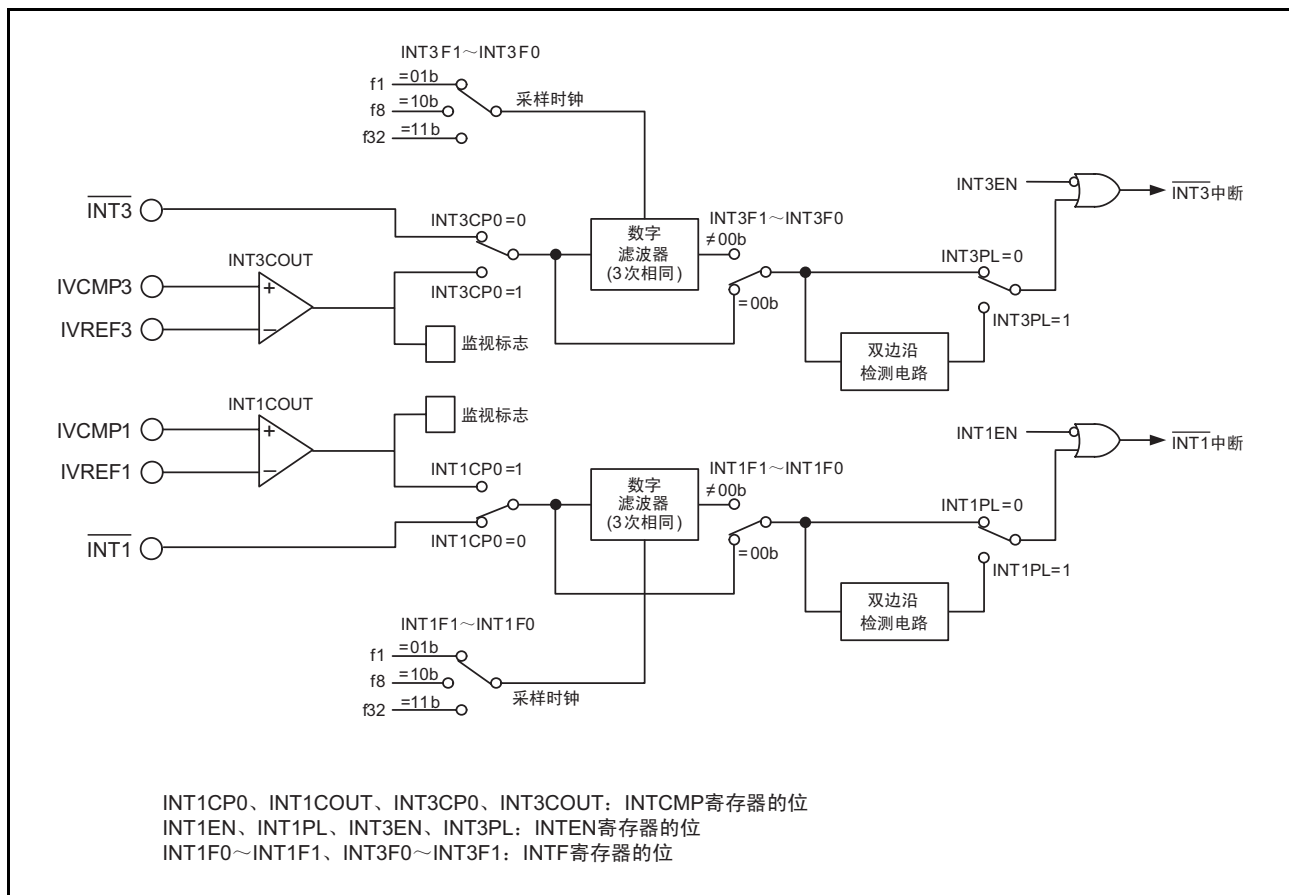 INT3F1～INT3F0
f1
=01b
f8
=10b
采样时钟
f32
=11b
INT3EN
INT3中断
INT3
INT3CP0=0
数字
滤波器
(3次相同)
INT3F1～INT3F0
≠00b
INT3COUT
INT3PL=0
IVCMP3
+
INT3CP0=1
=00b
IVREF3
−
INT3PL=1
监视标志
双边沿
检测电路
INT1COUT
监视标志
IVCMP1
+
INT1EN
INT1中断
IVREF1
−
INT1CP0=1
数字
滤波器
(3次相同)
INT1F1～INT1F0
≠00b
INT1PL=0
INT1
INT1CP0=0
=00b
INT1PL=1
双边沿
检测电路
INT1F1～INT1F0
f1
=01b
f8
=10b
采样时钟
f32
=11b
INT1CP0、INT1COUT、INT3CP0、INT3COUT：INTCMP寄存器的位
INT1EN、INT1PL、INT3EN、INT3PL：INTEN寄存器的位
INT1F0～INT1F1、INT3F0～INT3F1：INTF寄存器的位